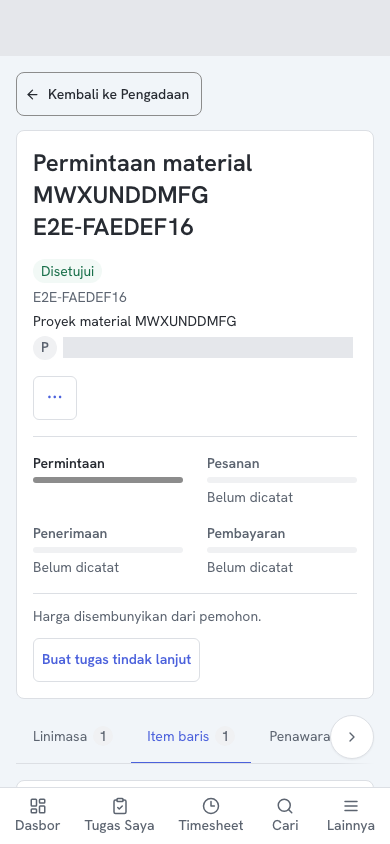 Kembali ke Pengadaan
Permintaan material
MWXUNDDMFG
E2E-FAEDEF16
Disetujui
E2E-FAEDEF16
Proyek material MWXUNDDMFG
P
...
Permintaan
Pesanan
Belum dicatat
Penerimaan
Pembayaran
Belum dicatat
Belum dicatat
Harga disembunyikan dari pemohon.
Buat tugas tindak lanjut
Linimasa 1
Item baris 1
Penawara
Dasbor
Tugas Saya
Timesheet
Cari
Lainnya